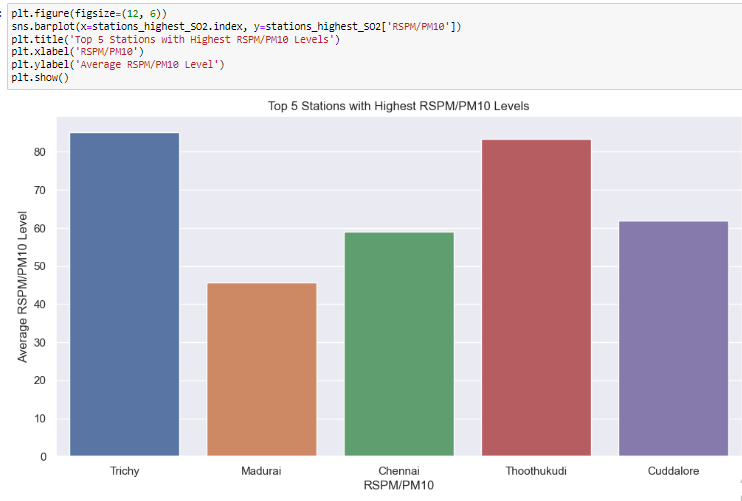 plt.figure(figsize=(12, 6))
sns.barplot(x=stations_highest_SO2.index, y=stations_highest_SO2['RSPM/PM10'])
plt.title('Top 5 Stations with Highest RSPM/PM10 Levels')
plt.xlabel('RSPM/PM10')
plt.ylabel('Average RSPM/PM10 Level')
plt.show()
Top 5 Stations with Highest RSPM/PM10 Levels
Average RSPM/PM10 Level
80
70
60
50
40
30
20
10
0
Trichy Madurai Chennai Thoothukudi Cuddalore
RSPM/PM10